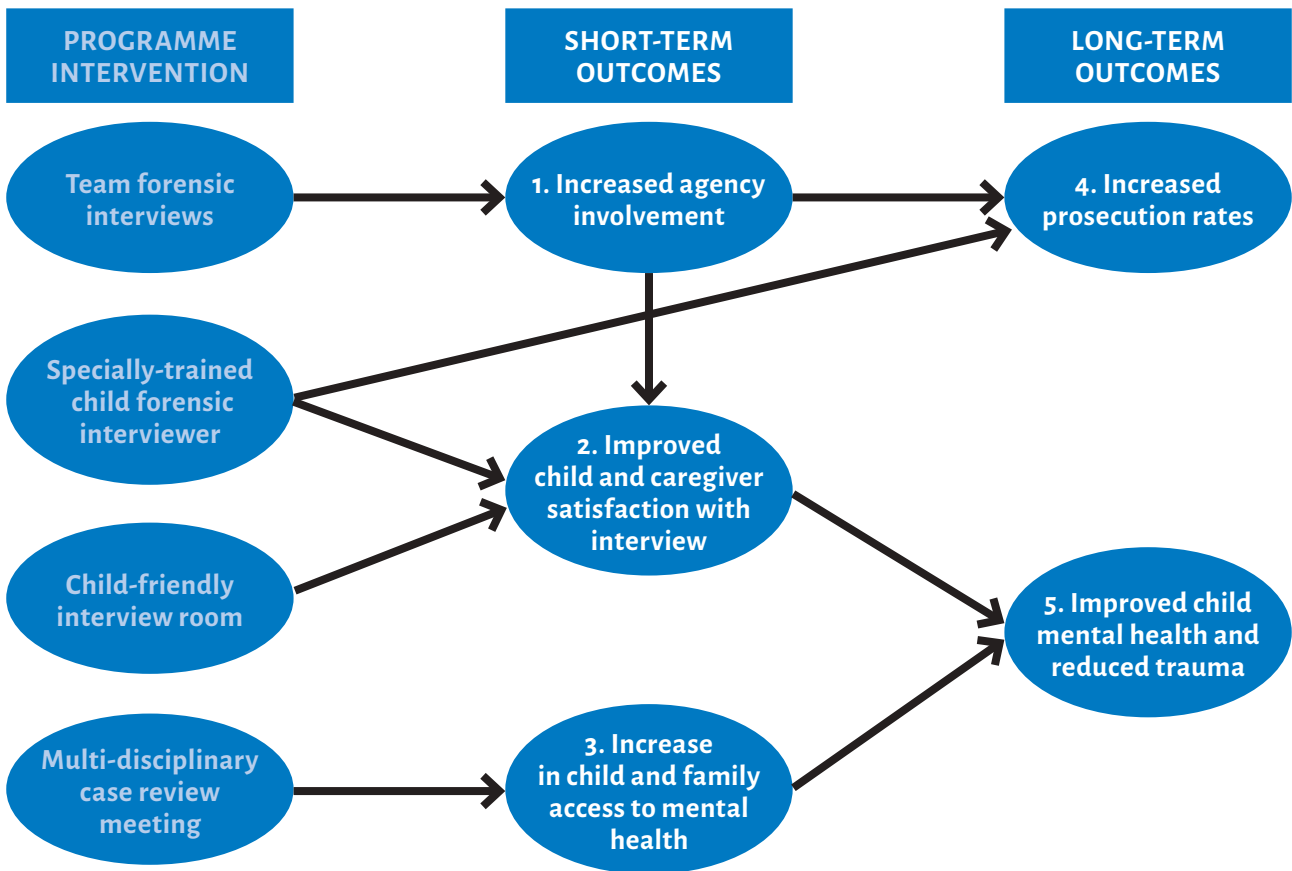 PROGRAMME
INTERVENTION
SHORT-TERM
OUTCOMES
LONG-TERM
OUTCOMES
Team forensic
interviews
1. Increased agency
involvement
4. Increased
prosecution rates
Specially-trained
child forensic
interviewer
2. Improved
child and caregiver
satisfaction with
interview
Child-friendly
interview room
5. Improved child
mental health and
reduced trauma
Multi-disciplinary
case review
meeting
3. Increase
in child and family
access to mental
health